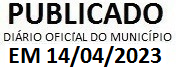 PUBLICADO
DIÁRIO OFICIAL DO MUNICÍPIO
EM 14/04/2023